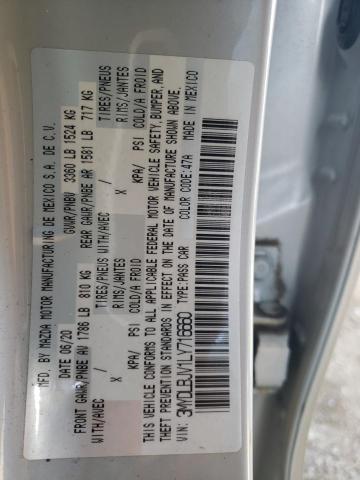 MFD. BY MAZDA MOTOR MANUFACTURING DE MEXICO S.A. DE C.V.
DATE: 06/20 GVWR/PNBV 3360 LB 1524 KG
FRONT GAWR/PNBE AV 1786 LB 810 KG REAR GAWR/PNBE AR 1581 LB 717 KG
WITH/AVEC / TIRES/PNEUS WITH/AVEC / TIRES/PNEUS
X RIMS/JANTES X RIMS/JANTES
KPA/ PSI COLD/A FROID KPA/ PSI COLD/A FROID
THIS VEHICLE CONFORMS TO ALL APPLICABLE FEDERAL MOTOR VEHICLE SAFETY, BUMPER, AND
THEFT PREVENTION STANDARDS IN EFFECT ON THE DATE OF MANUFACTURE SHOWN ABOVE.
VIN: 3MYDLBJV1LY716660 TYPE: PASS CAR COLOR CODE: 47A MADE IN MEXICO